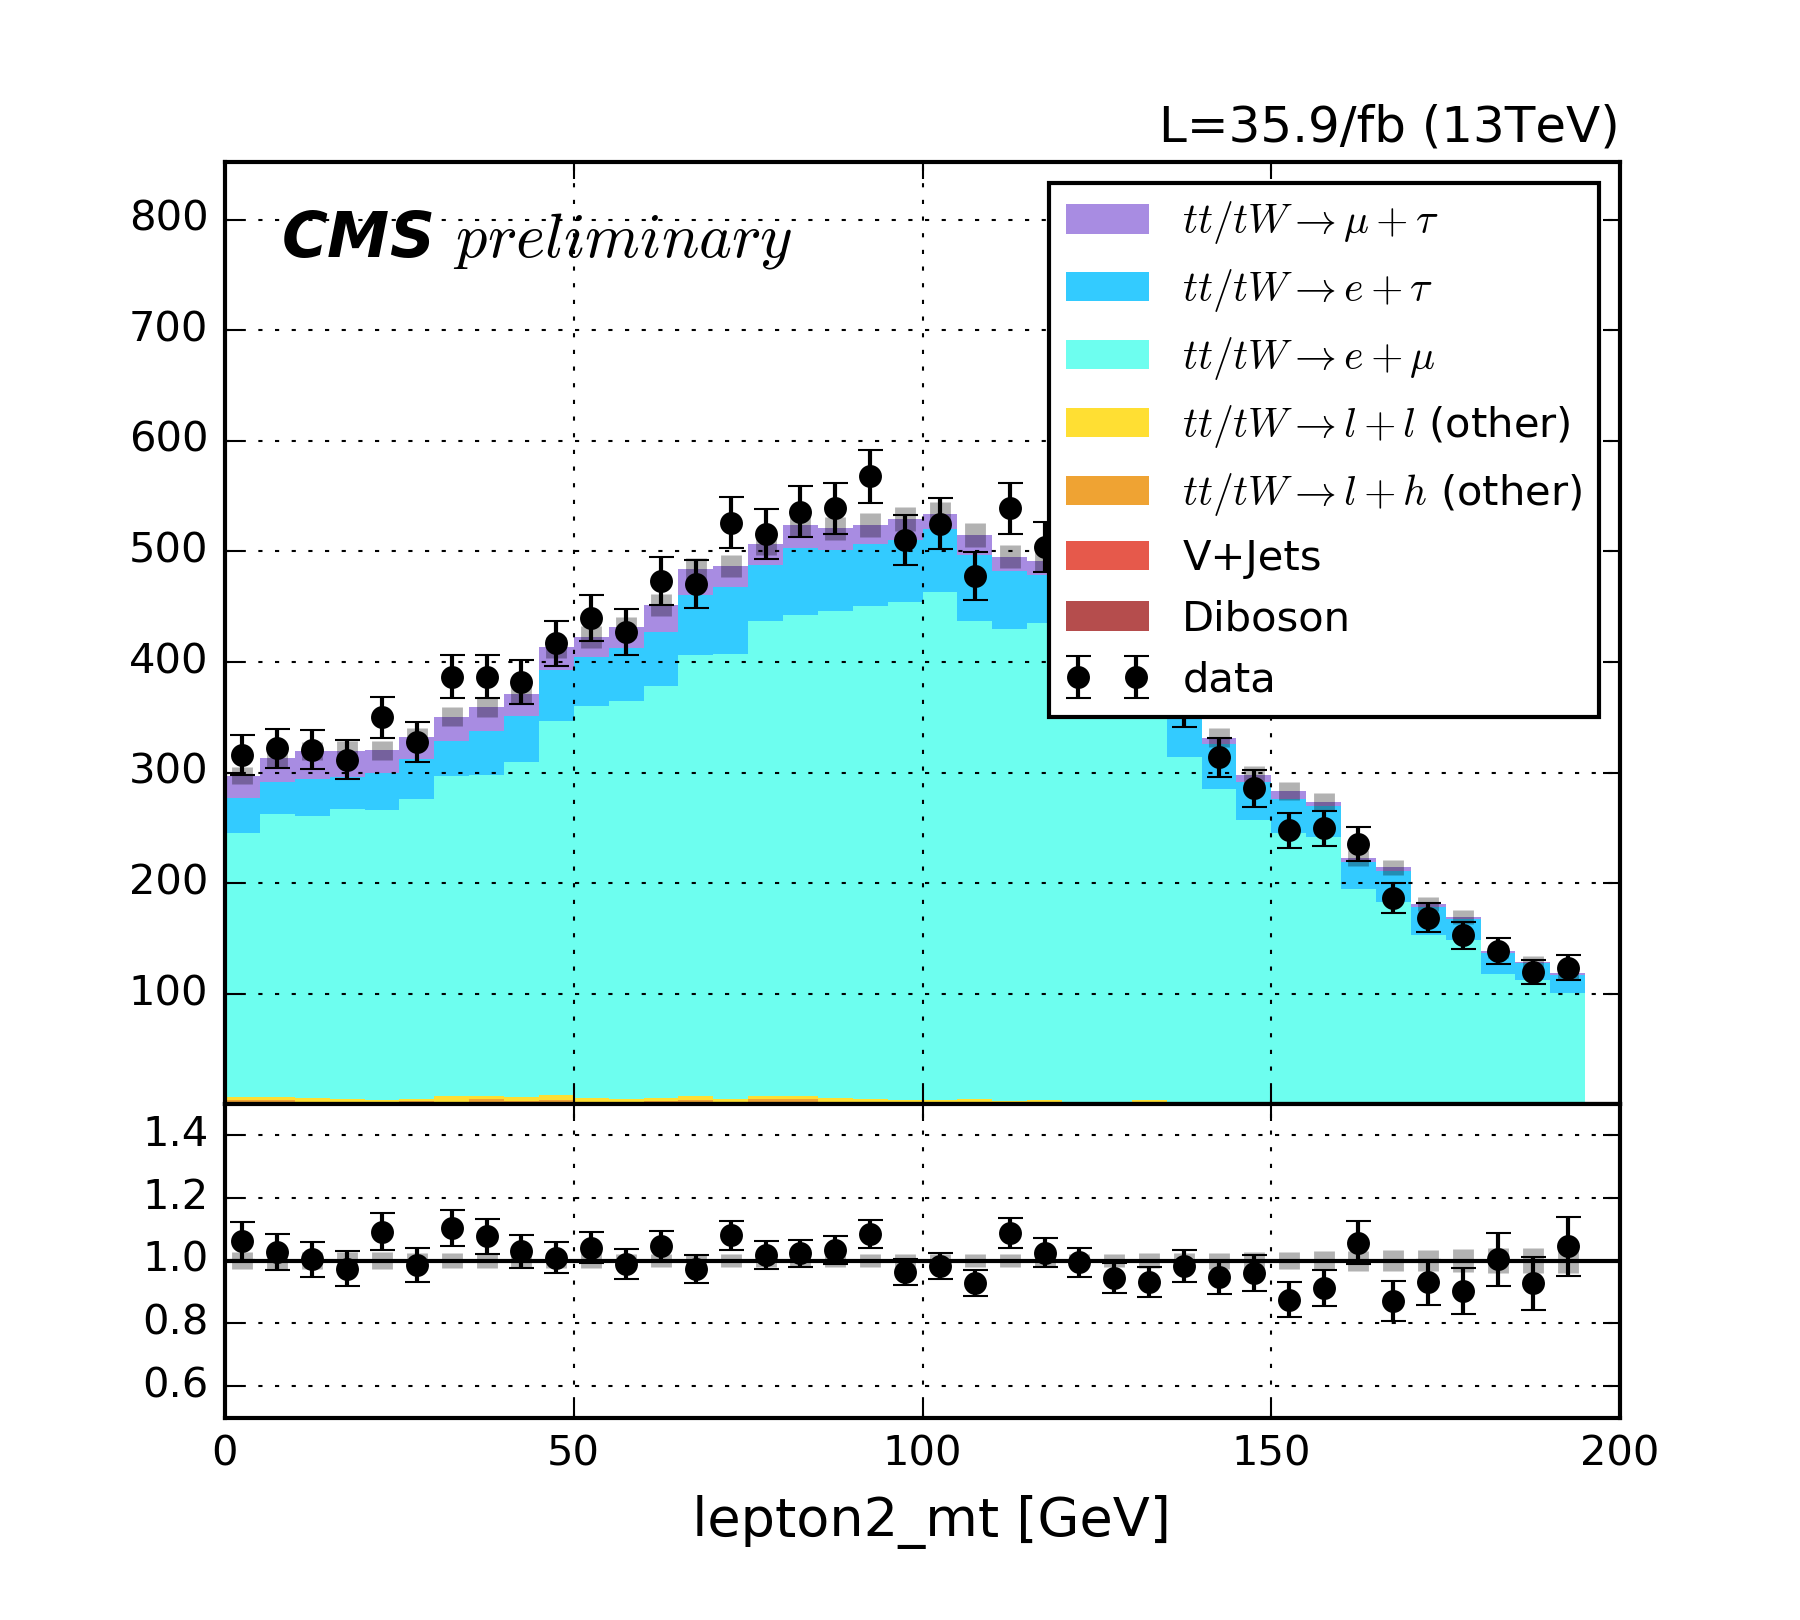 L=35.9/fb (13TeV)
CMS preliminary
800
700
600
500
400
300
200
100
tt/tW → μ + τ
tt/tW → e + τ
tt/tW → e + μ
tt/tW → l + l (other)
tt/tW → l + h (other)
V+Jets
Diboson
data
1.4
1.2
1.0
0.8
0.6
0 50 100 150 200
lepton2_mt [GeV]